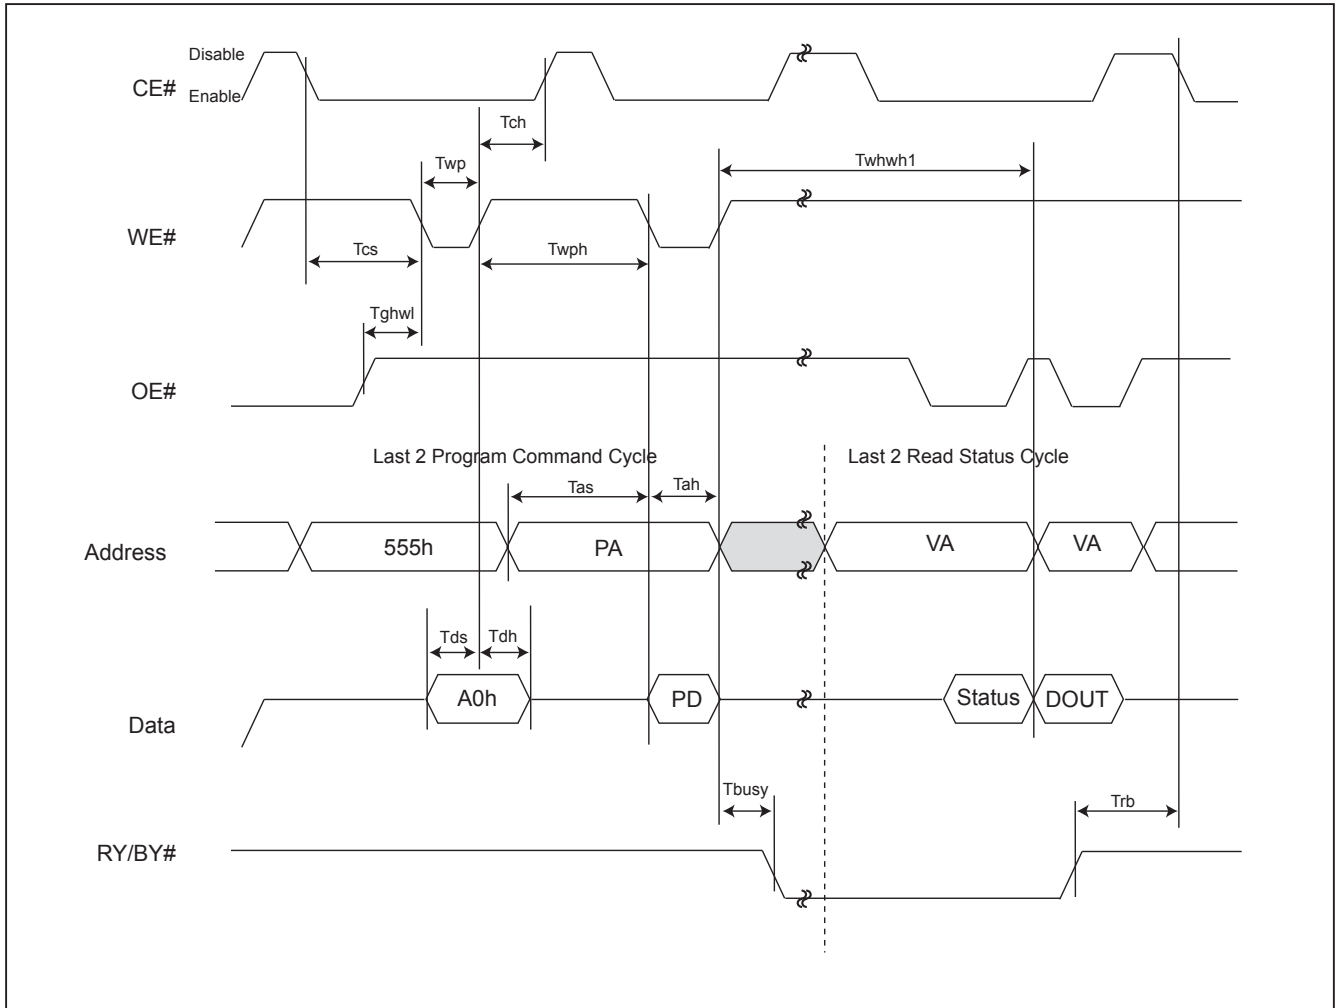 Disable
CE#
Enable
Tch
Twp
Twhwh1
WE#
Tcs
Twph
Tghwl
OE#
Last 2 Program Command Cycle
Last 2 Read Status Cycle
Tas
Tah
Address
555h
PA
VA
VA
Tds
Tdh
Data
A0h
PD
Status
DOUT
Tbusy
Trb
RY/BY#